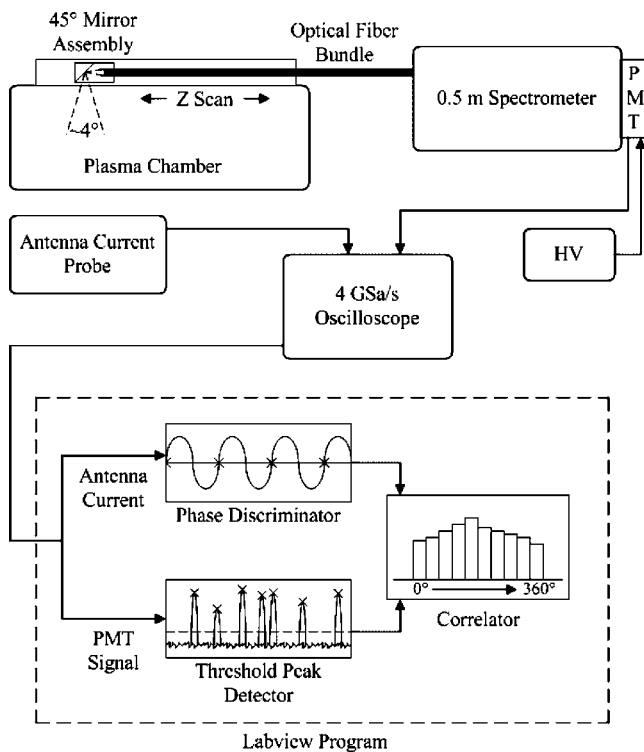 45° Mirror
Assembly
Optical Fiber
Bundle
Z Scan
~4°
Plasma Chamber
0.5 m Spectrometer
P
M
T
Antenna Current
Probe
HV
4 GSa/s
Oscilloscope
Antenna
Current
Phase Discriminator
0°
360°
Correlator
PMT
Signal
Threshold Peak
Detector
Labview Program